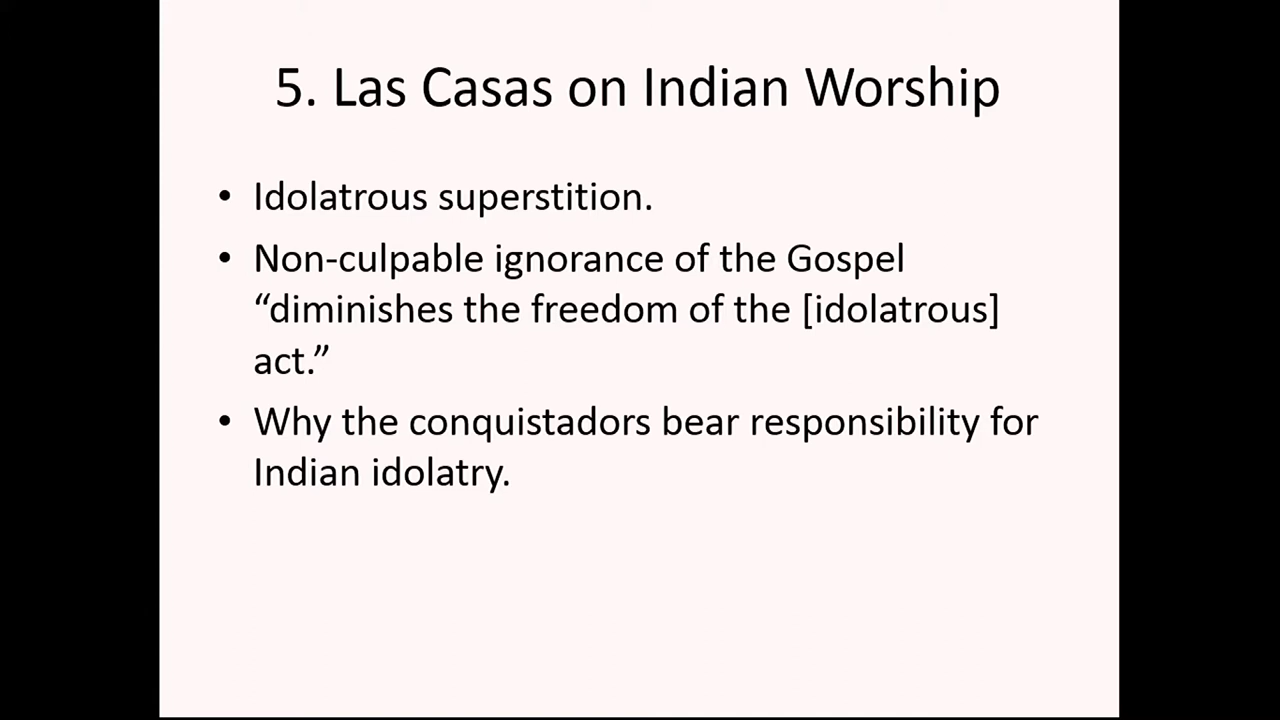 5. Las Casas on Indian Worship
• Idolatrous superstition.
• Non-culpable ignorance of the Gospel
“diminishes the freedom of the [idolatrous]
act.”
• Why the conquistadors bear responsibility for
Indian idolatry.